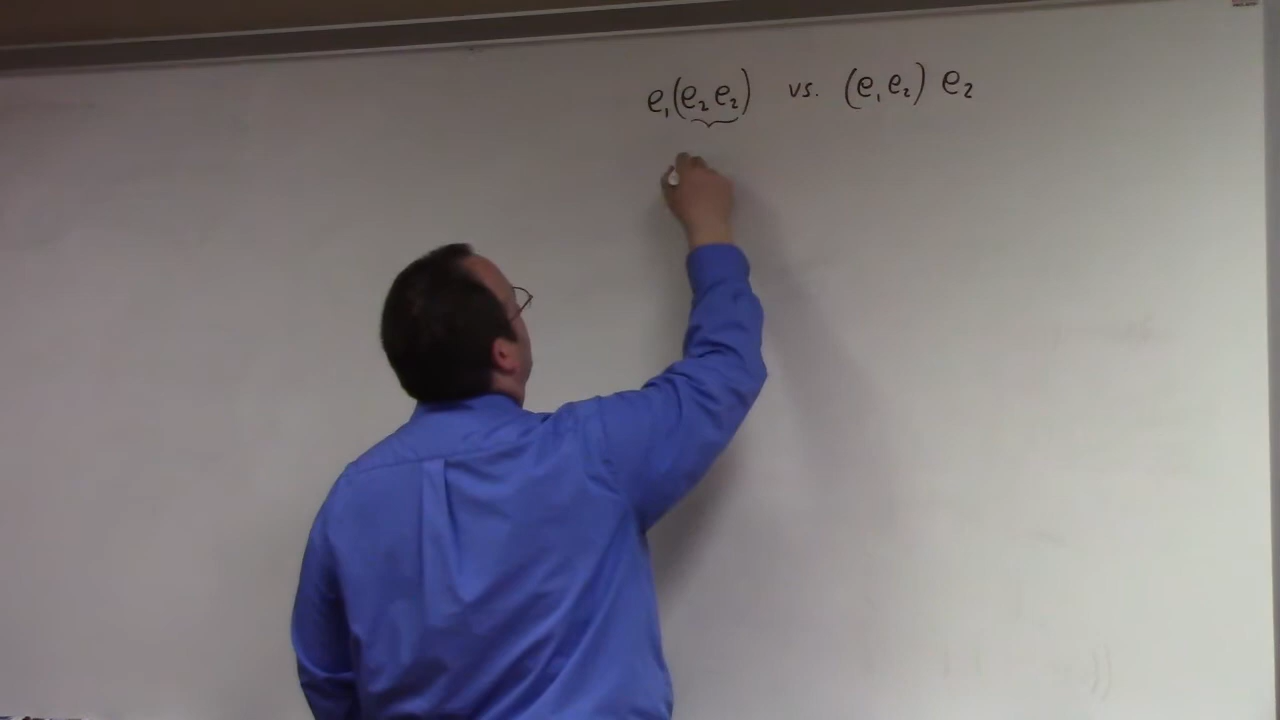 e₁(e₂ e₂) vs. (e₁ e₂) e₂